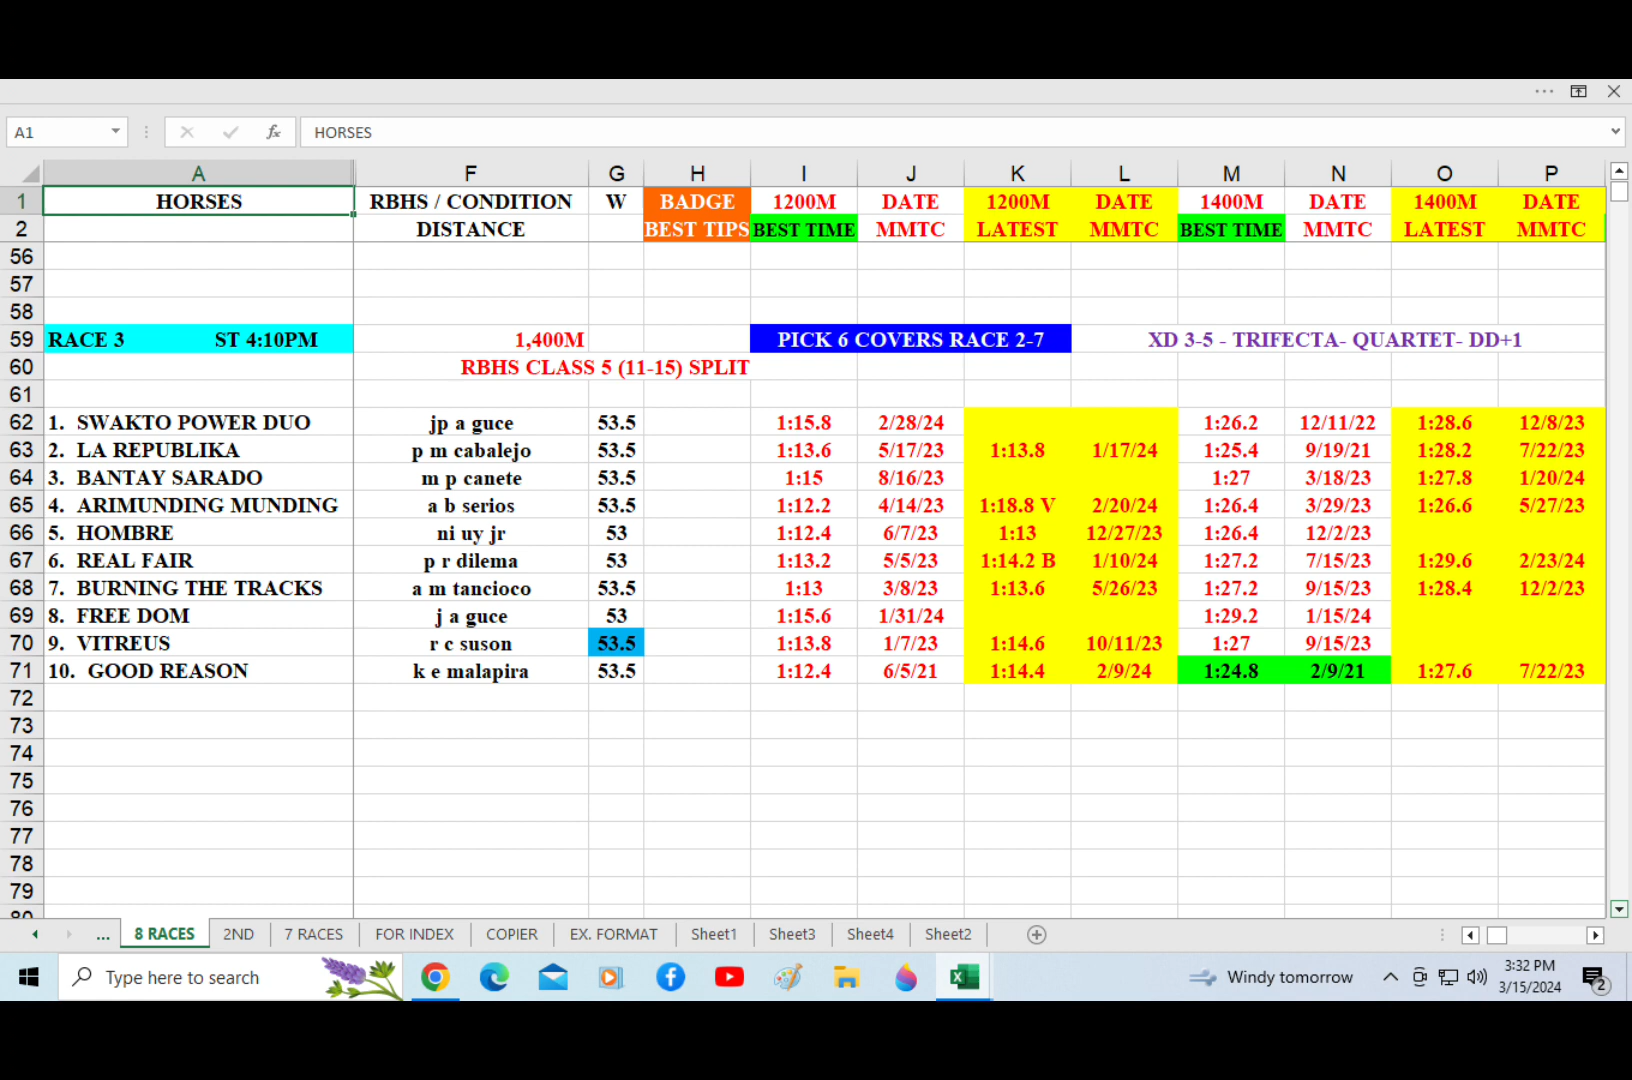 A1 fx HORSES
A F G H I J K L M N O P
1 HORSES RBHS / CONDITION W BADGE 1200M DATE 1200M DATE 1400M DATE 1400M DATE
2 DISTANCE BEST TIPS BEST TIME MMTC LATEST MMTC BEST TIME MMTC LATEST MMTC
56
57
58
59 RACE 3 ST 4:10PM 1,400M PICK 6 COVERS RACE 2-7 XD 3-5 - TRIFECTA- QUARTET- DD+1
60 RBHS CLASS 5 (11-15) SPLIT
61
62 1. SWAKTO POWER DUO jp a guce 53.5 1:15.8 2/28/24 1:26.2 12/11/22 1:28.6 12/8/23
63 2. LA REPUBLIKA p m cabalejo 53.5 1:13.6 5/17/23 1:13.8 1/17/24 1:25.4 9/19/21 1:28.2 7/22/23
64 3. BANTAY SARADO m p canete 53.5 1:15 8/16/23 1:27 3/18/23 1:27.8 1/20/24
65 4. ARIMUNDING MUNDING a b serios 53.5 1:12.2 4/14/23 1:18.8 V 2/20/24 1:26.4 3/29/23 1:26.6 5/27/23
66 5. HOMBRE ni uy jr 53 1:12.4 6/7/23 1:13 12/27/23 1:26.4 12/2/23
67 6. REAL FAIR p r dilema 53 1:13.2 5/5/23 1:14.2 B 1/10/24 1:27.2 7/15/23 1:29.6 2/23/24
68 7. BURNING THE TRACKS a m tancioco 53.5 1:13 3/8/23 1:13.6 5/26/23 1:27.2 9/15/23 1:28.4 12/2/23
69 8. FREE DOM j a guce 53 1:15.6 1/31/24 1:29.2 1/15/24
70 9. VITREUS r c suson 53.5 1:13.8 1/7/23 1:14.6 10/11/23 1:27 9/15/23
71 10. GOOD REASON k e malapira 53.5 1:12.4 6/5/21 1:14.4 2/9/24 1:24.8 2/9/21 1:27.6 7/22/23
72
73
74
75
76
77
78
79
80
... 8 RACES 2ND 7 RACES FOR INDEX COPIER EX. FORMAT Sheet1 Sheet3 Sheet4 Sheet2
Type here to search Windy tomorrow 3:32 PM
3/15/2024 2